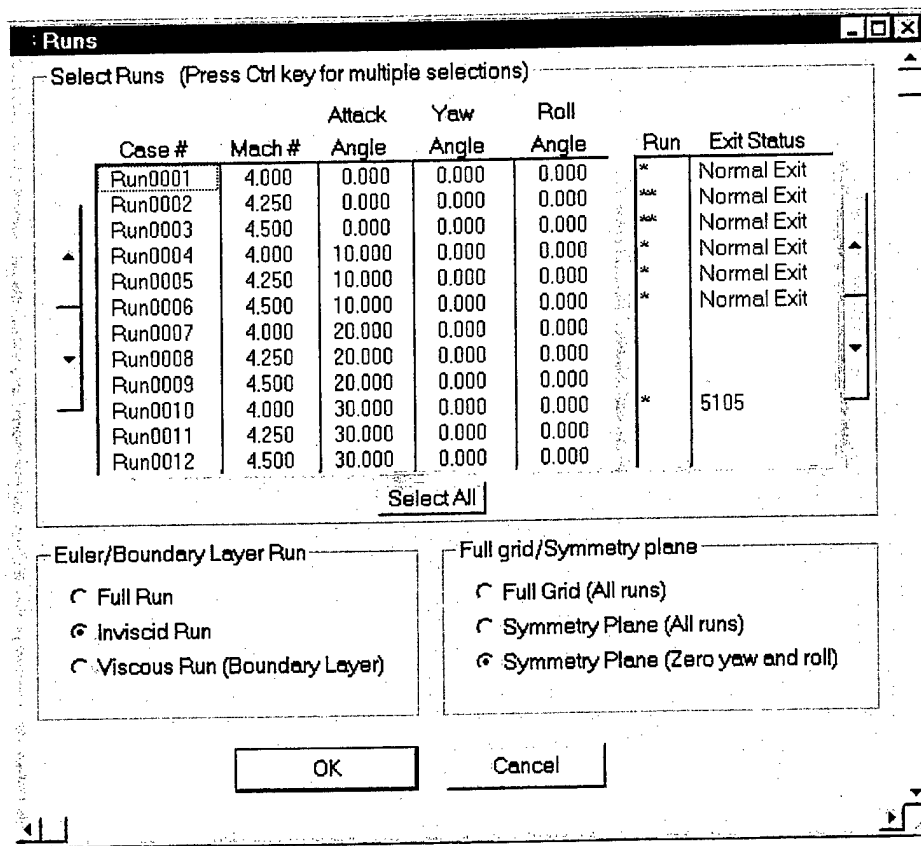 Runs
Select Runs (Press Ctrl key for multiple selections)
Attack Yaw Roll
Case # Mach # Angle Angle Angle Run Exit Status
Run0001 4.000 0.000 0.000 0.000 * Normal Exit
Run0002 4.250 0.000 0.000 0.000 ** Normal Exit
Run0003 4.500 0.000 0.000 0.000 ** Normal Exit
Run0004 4.000 10.000 0.000 0.000 * Normal Exit
Run0005 4.250 10.000 0.000 0.000 * Normal Exit
Run0006 4.500 10.000 0.000 0.000 * Normal Exit
Run0007 4.000 20.000 0.000 0.000
Run0008 4.250 20.000 0.000 0.000
Run0009 4.500 20.000 0.000 0.000
Run0010 4.000 30.000 0.000 0.000 * 5105
Run0011 4.250 30.000 0.000 0.000
Run0012 4.500 30.000 0.000 0.000
Select All
Euler/Boundary Layer Run
Full Run
Inviscid Run
Viscous Run (Boundary Layer)
Full grid/Symmetry plane
Full Grid (All runs)
Symmetry Plane (All runs)
Symmetry Plane (Zero yaw and roll)
OK Cancel